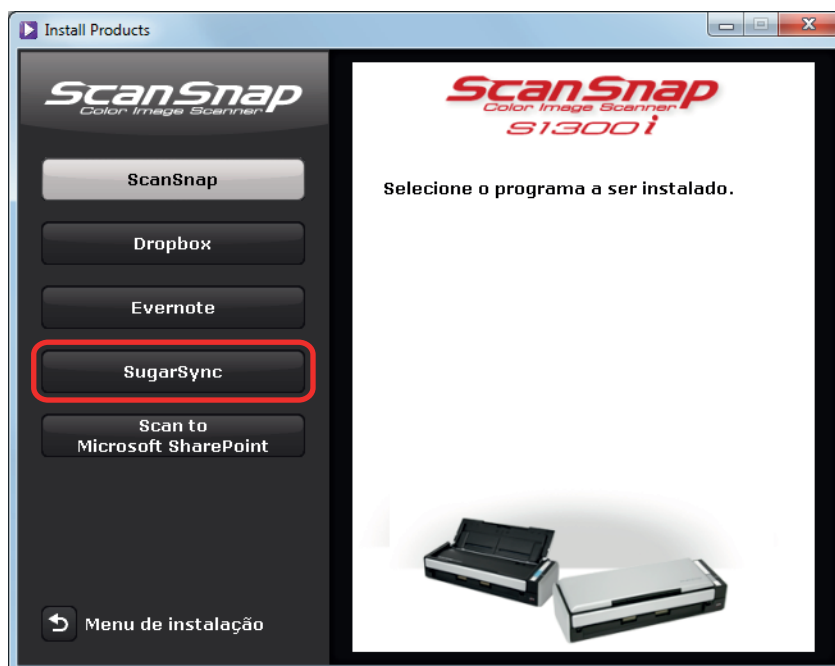 Install Products
ScanSnap
Color Image Scanner
ScanSnap
Dropbox
Evernote
SugarSync
Scan to
Microsoft SharePoint
Menu de instalação
ScanSnap
Color Image Scanner
S1300i
Selecione o programa a ser instalado.